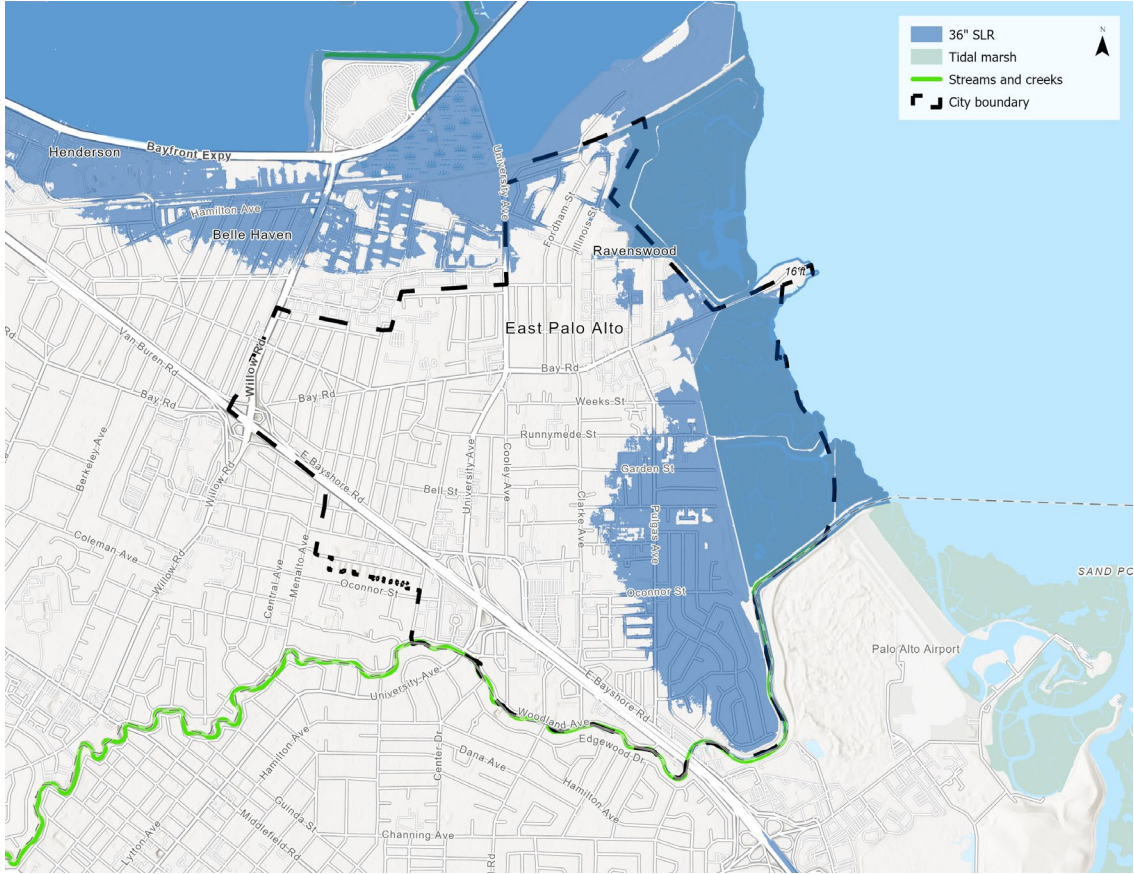 36" SLR
Tidal marsh
Streams and creeks
City boundary
N
Henderson
Bayfront Expy
University Ave
Hamilton Ave
Belle Haven
Fordham St
Illinois St
Ravenswood
16'ft
East Palo Alto
Van Buren Rd
Willow Rd
Bay Rd
Bay Rd
Bay Rd
Weeks St
Runnymede St
Berkeley Ave
E Bayshore Rd
University Ave
Cooley Ave
Garden St
Willow Rd
Bell St
Clarke Ave
Pulgas Ave
Coleman Ave
Willow Rd
Central Ave
Menalto Ave
Oconnor St
Oconnor St
SAND PO
Palo Alto Airport
University Ave
E Bayshore Rd
Woodland Ave
Edgewood Dr
Hamilton Ave
Center Dr
Dana Ave
Hamilton Ave
Guinda St
Middlefield Rd
Channing Ave
Lytton Ave
Rd